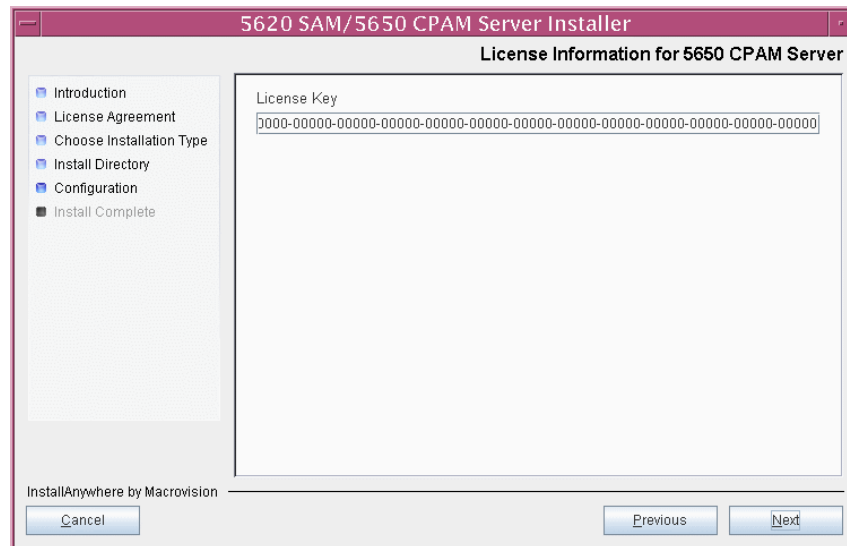 5620 SAM/5650 CPAM Server Installer
License Information for 5650 CPAM Server
Introduction
License Agreement
Choose Installation Type
Install Directory
Configuration
Install Complete
License Key
0000-00000-00000-00000-00000-00000-00000-00000-00000-00000-00000-00000-00000
InstallAnywhere by Macrovision
Cancel
Previous
Next